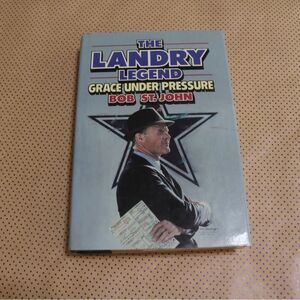 THE
LANDRY
LEGEND
GRACE UNDER PRESSURE
BOB ST. JOHN